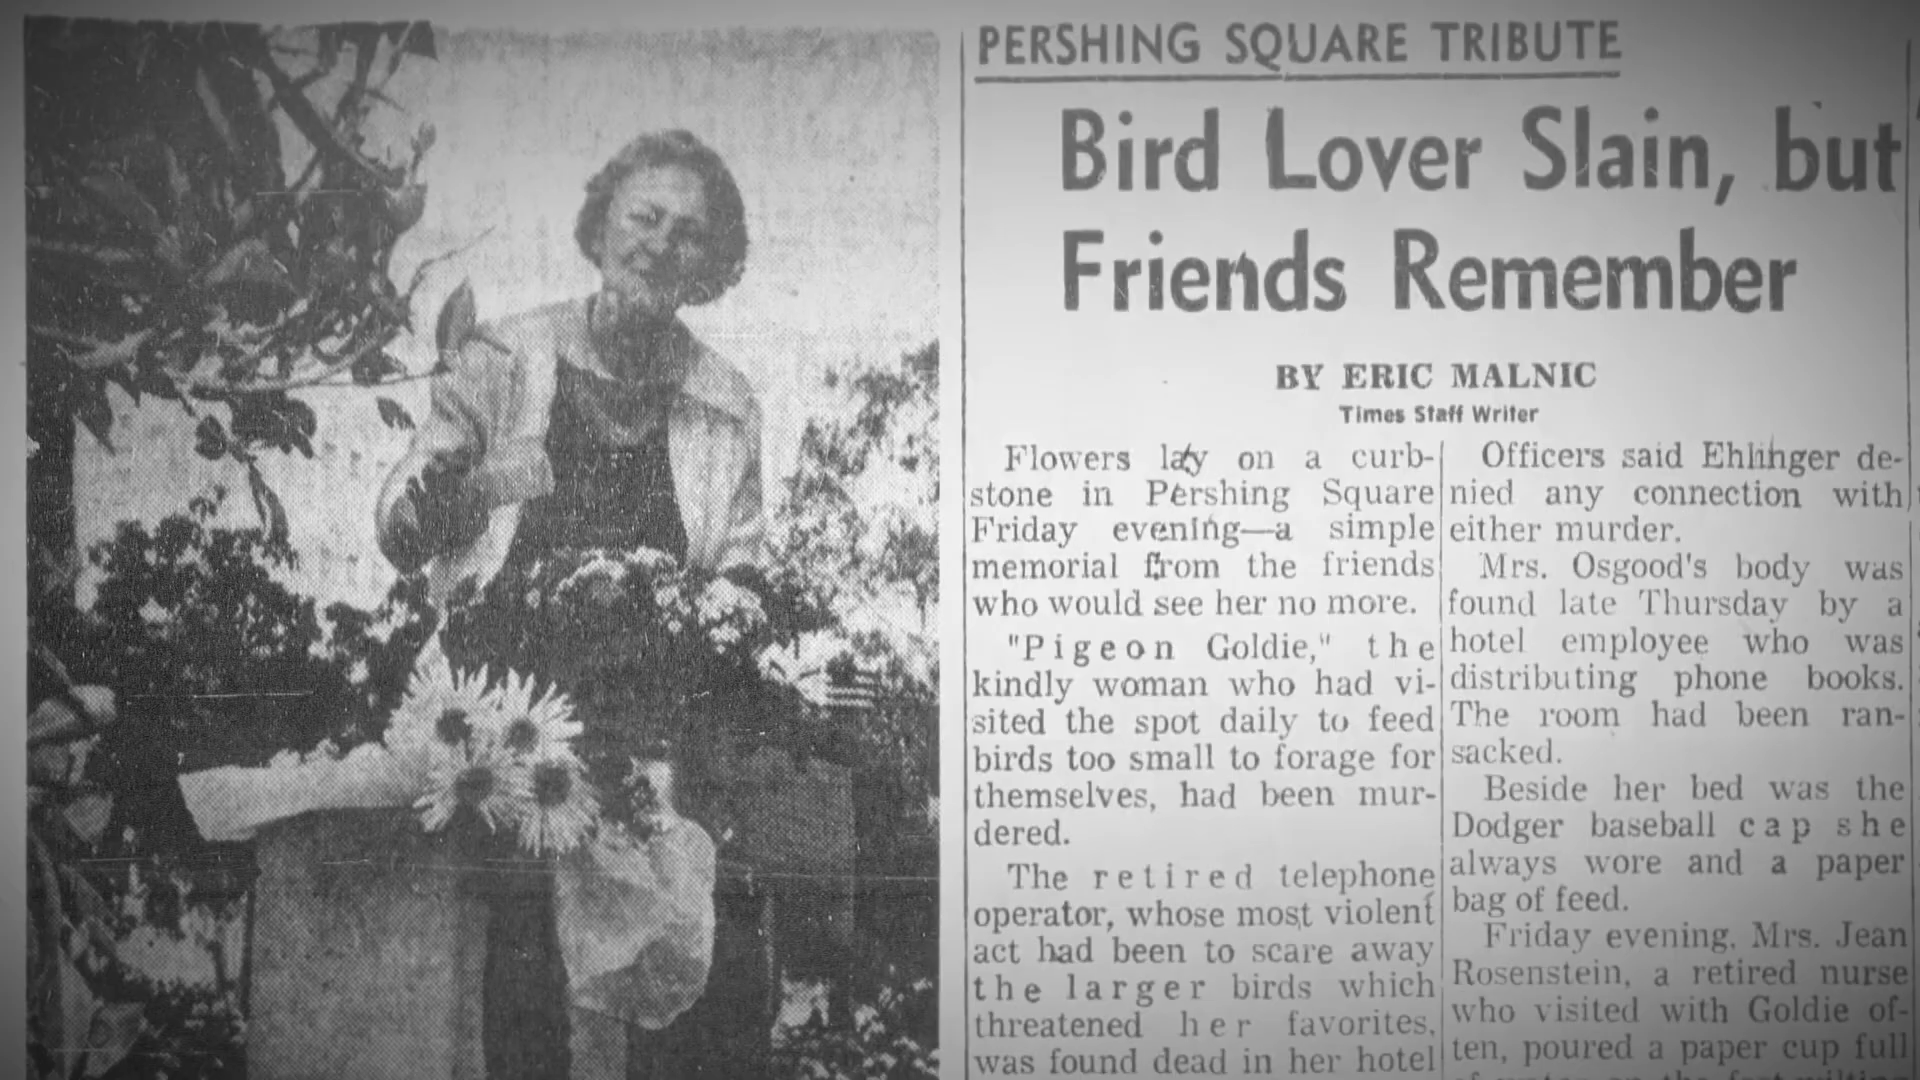 PERSHING SQUARE TRIBUTE
Bird Lover Slain, but
Friends Remember
BY ERIC MALNIC
Times Staff Writer
Flowers lay on a curb-
stone in Pershing Square
Friday evening—a simple
memorial from the friends
who would see her no more.
"Pigeon Goldie," the
kindly woman who had vi-
sited the spot daily to feed
birds too small to forage for
themselves, had been mur-
dered.
The retired telephone
operator, whose most violent
act had been to scare away
the larger birds which
threatened her favorites,
was found dead in her hotel
Officers said Ehlinger de-
nied any connection with
either murder.
Mrs. Osgood's body was
found late Thursday by a
hotel employee who was
distributing phone books.
The room had been ran-
sacked.
Beside her bed was the
Dodger baseball cap she
always wore and a paper
bag of feed.
Friday evening, Mrs. Jean
Rosenstein, a retired nurse
who visited with Goldie of-
ten, poured a paper cup full